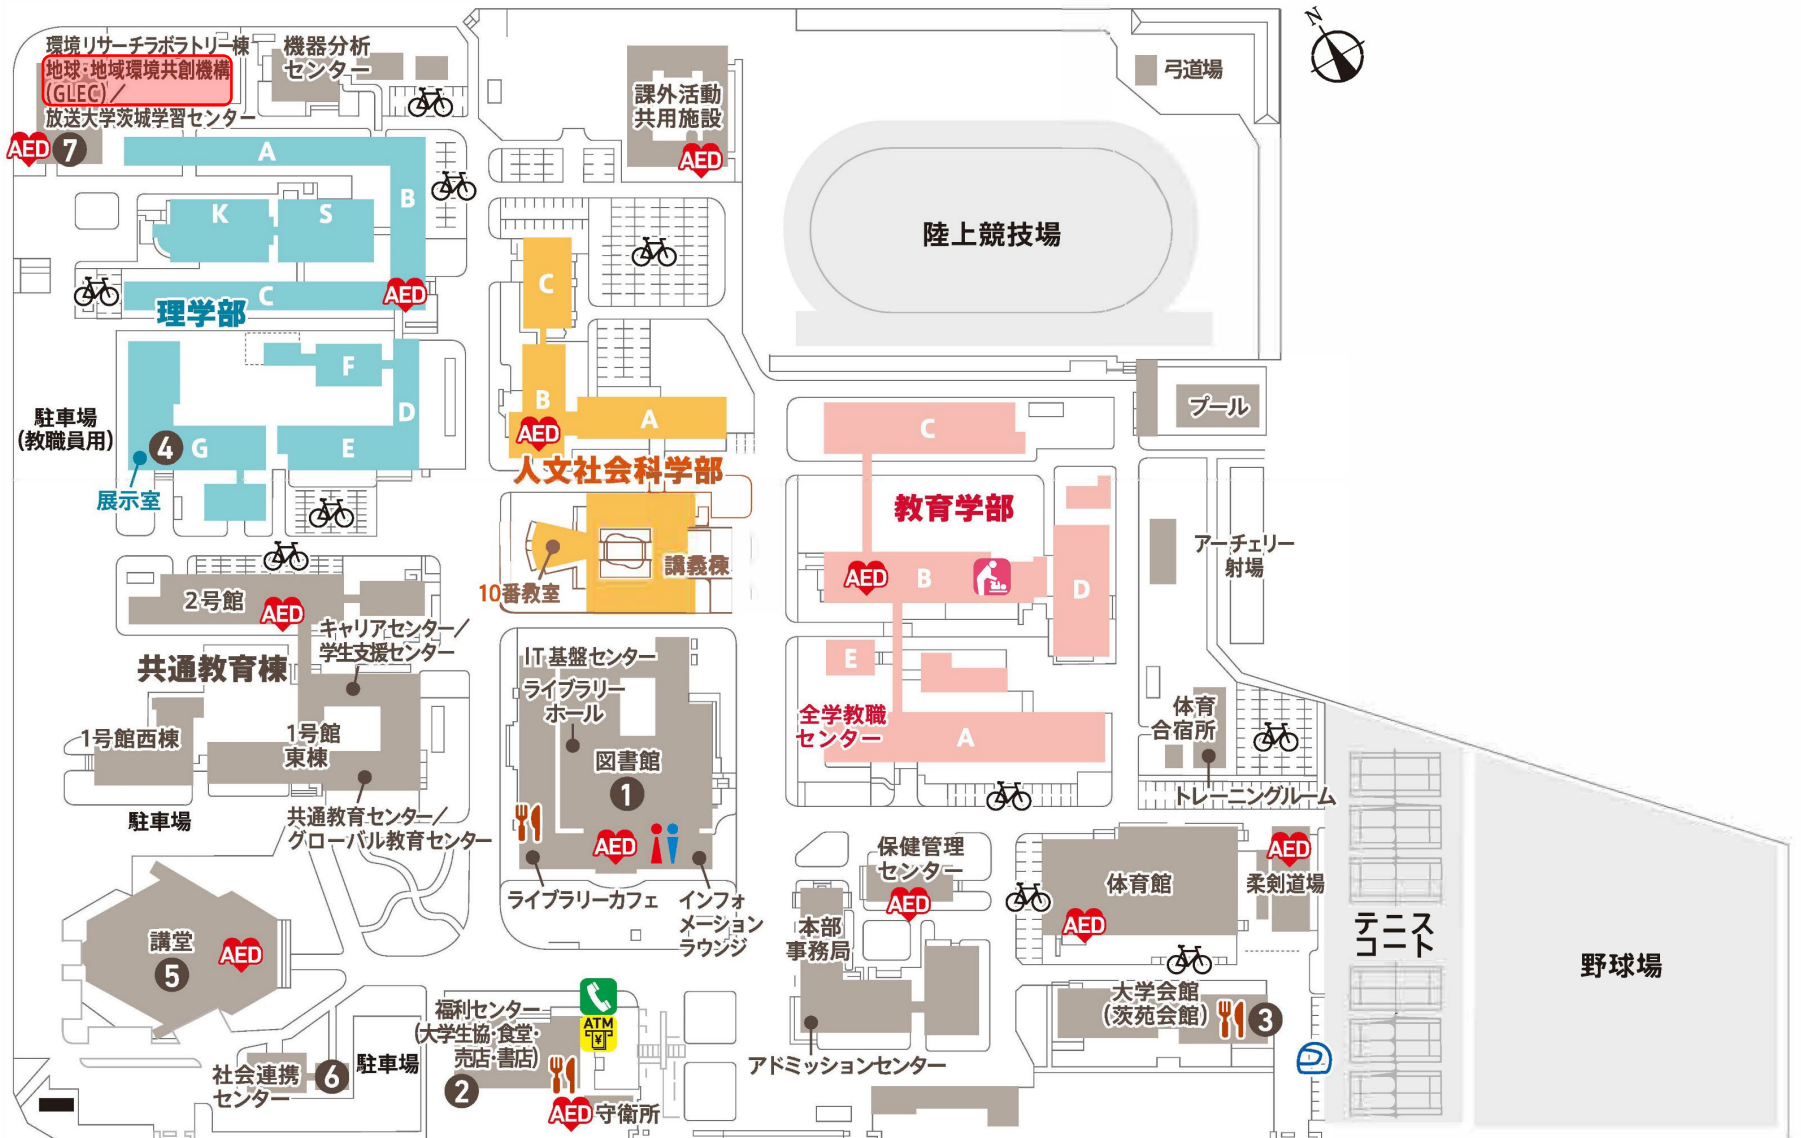 環境リサーチラボラトリー棟
地球・地域環境共創機構
(GLEC)／
放送大学茨城学習センター
AED
7
機器分析
センター
課外活動
共用施設
AED
N
弓道場
A
B
K
S
C
AED
理学部
陸上競技場
C
B
A
AED
人文社会科学部
F
D
G
E
4
駐車場
(教職員用)
展示室
プール
C
教育学部
AED
B
D
E
A
全学教職
センター
アーチェリー
射場
10番教室
講義棟
2号館
AED
キャリアセンター／
学生支援センター
共通教育棟
1号館西棟
1号館
東棟
駐車場
共通教育センター／
グローバル教育センター
IT基盤センター
ライブラリー
ホール
図書館
1
AED
ライブラリーカフェ
インフォ
メーション
ラウンジ
体育
合宿所
トレーニングルーム
保健管理
センター
AED
本部
事務局
アドミッションセンター
体育館
AED
AED
柔剣道場
テニス
コート
野球場
大学会館
(茨苑会館)
3
講堂
5
AED
福利センター
(大学生協・食堂・
売店・書店)
2
ATM
¥
AED
守衛所
社会連携
センター
6
駐車場